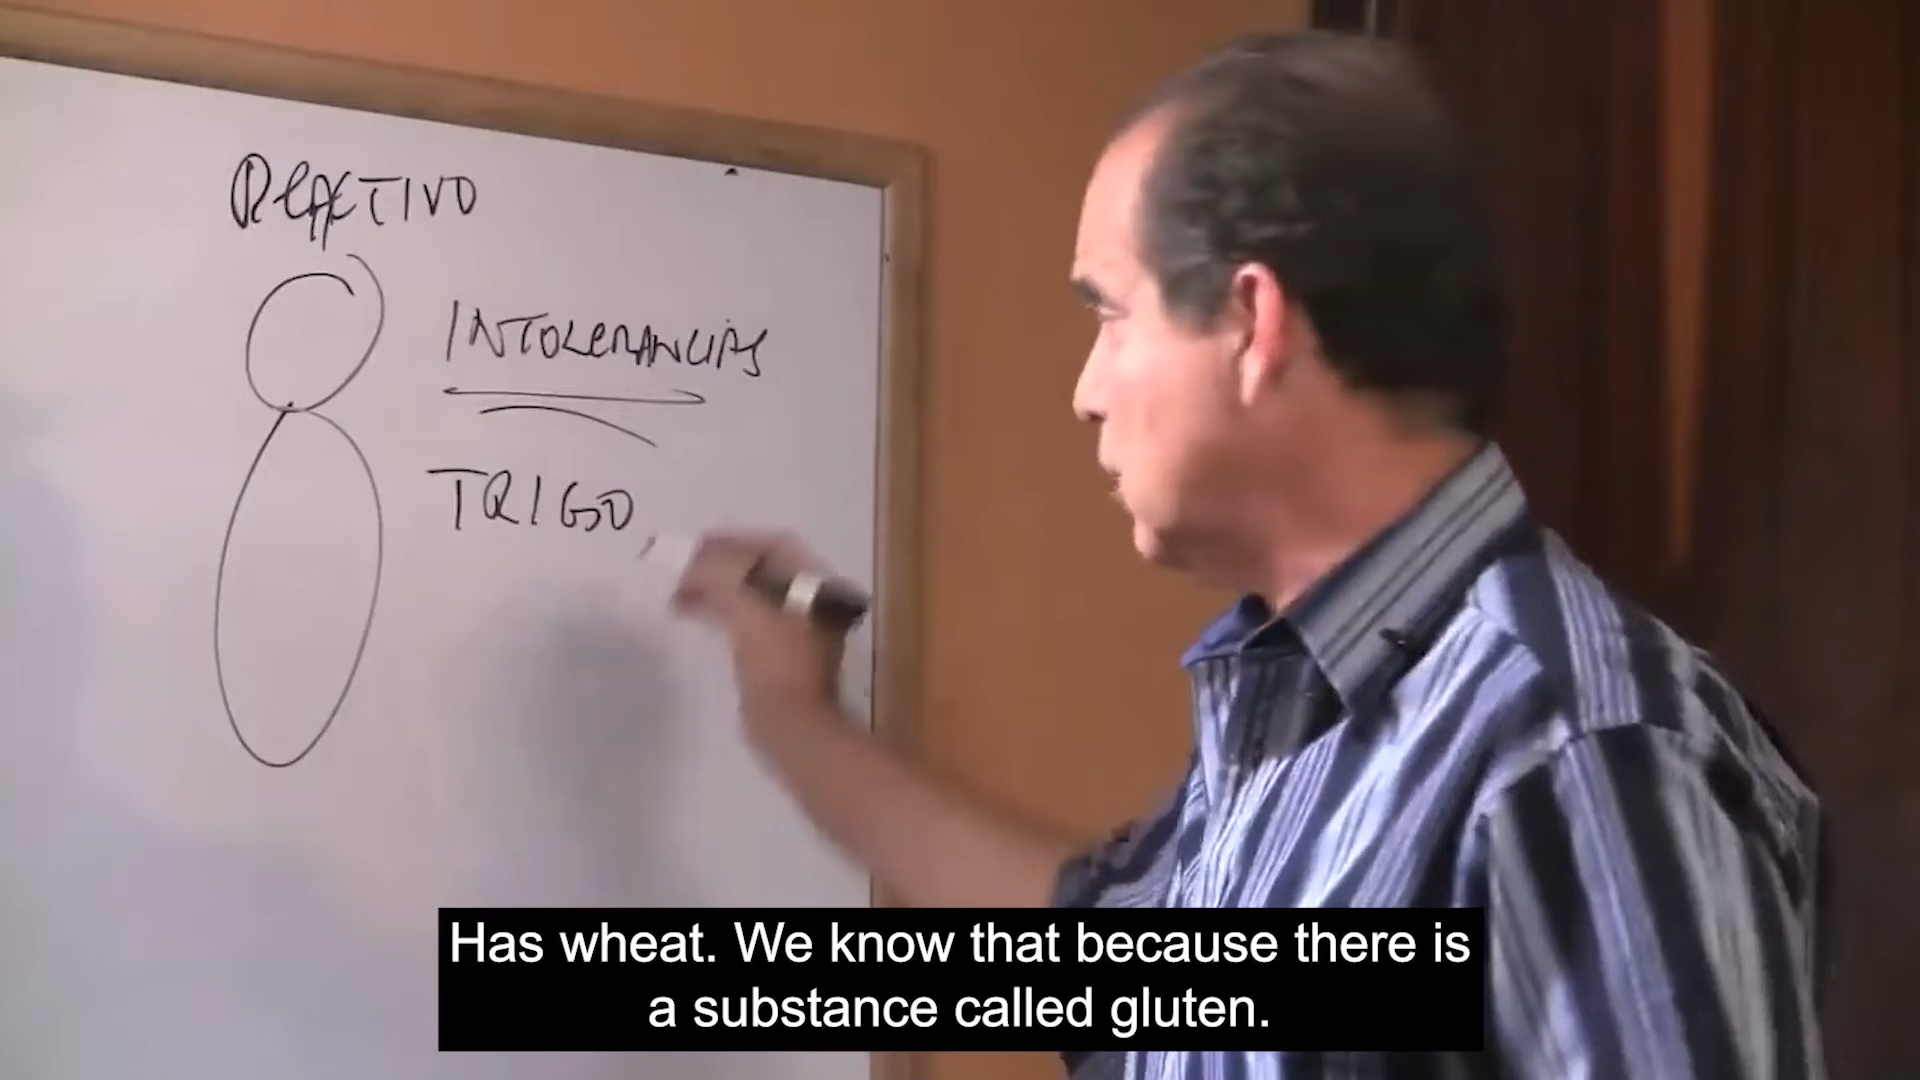 REACTIVO
INTOLERANCIAS
TRIGO,
Has wheat. We know that because there is
a substance called gluten.